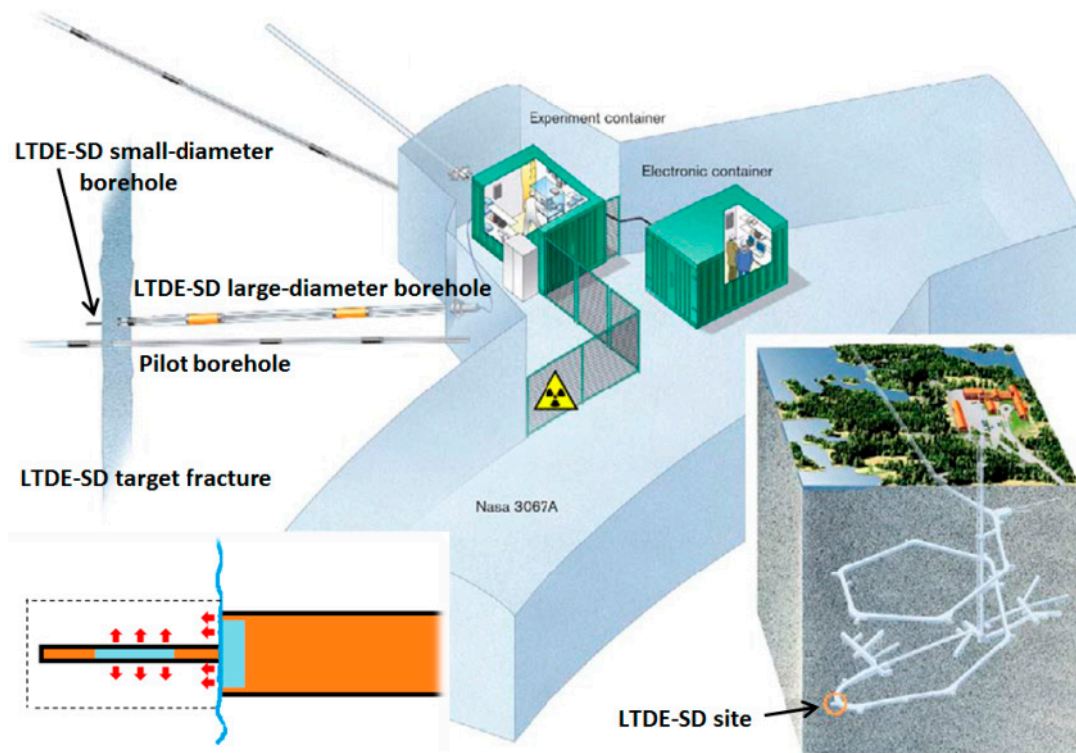 Experiment container
LTDE-SD small-diameter
borehole
Electronic container
LTDE-SD large-diameter borehole
Pilot borehole
LTDE-SD target fracture
Nasa 3067A
LTDE-SD site